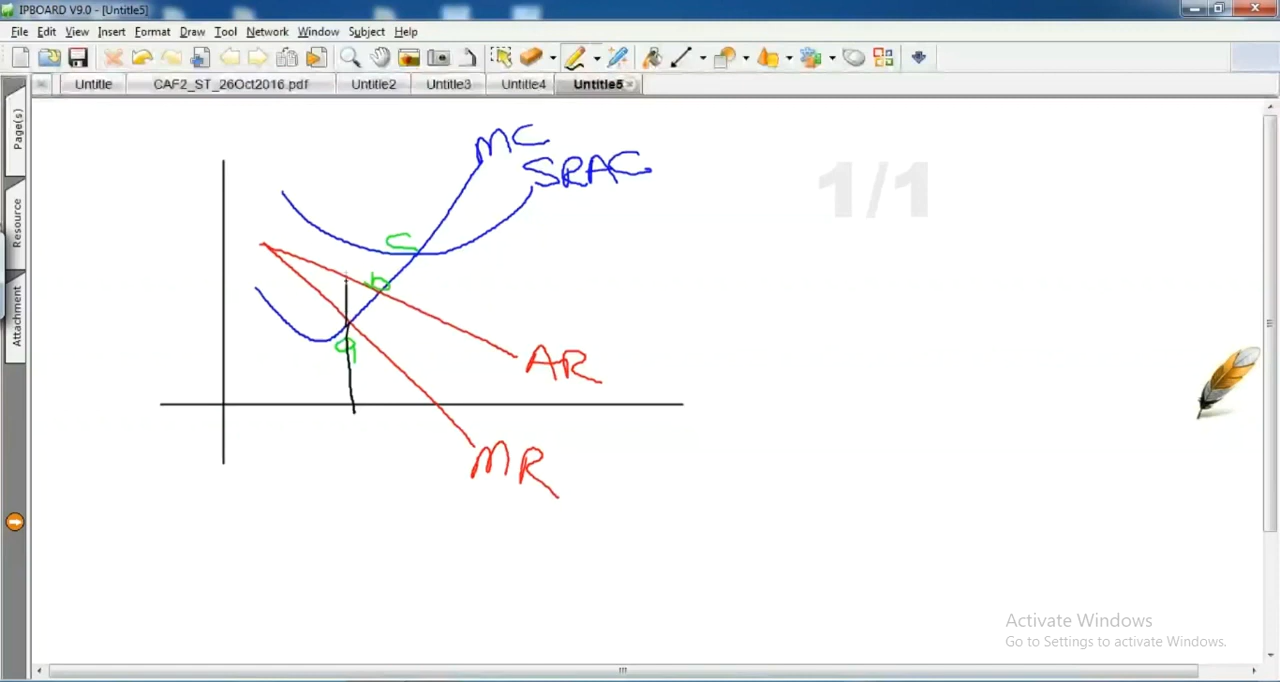 IPBOARD V9.0 - [Untitle5]
File Edit View Insert Format Draw Tool Network Window Subject Help
Untitle CAF2_ST_26Oct2016.pdf Untitle2 Untitle3 Untitle4 Untitle5
Page(s)
Resource
Attachment
1/1
MC
SRAC
c
b
a
AR
MR
Activate Windows
Go to Settings to activate Windows.